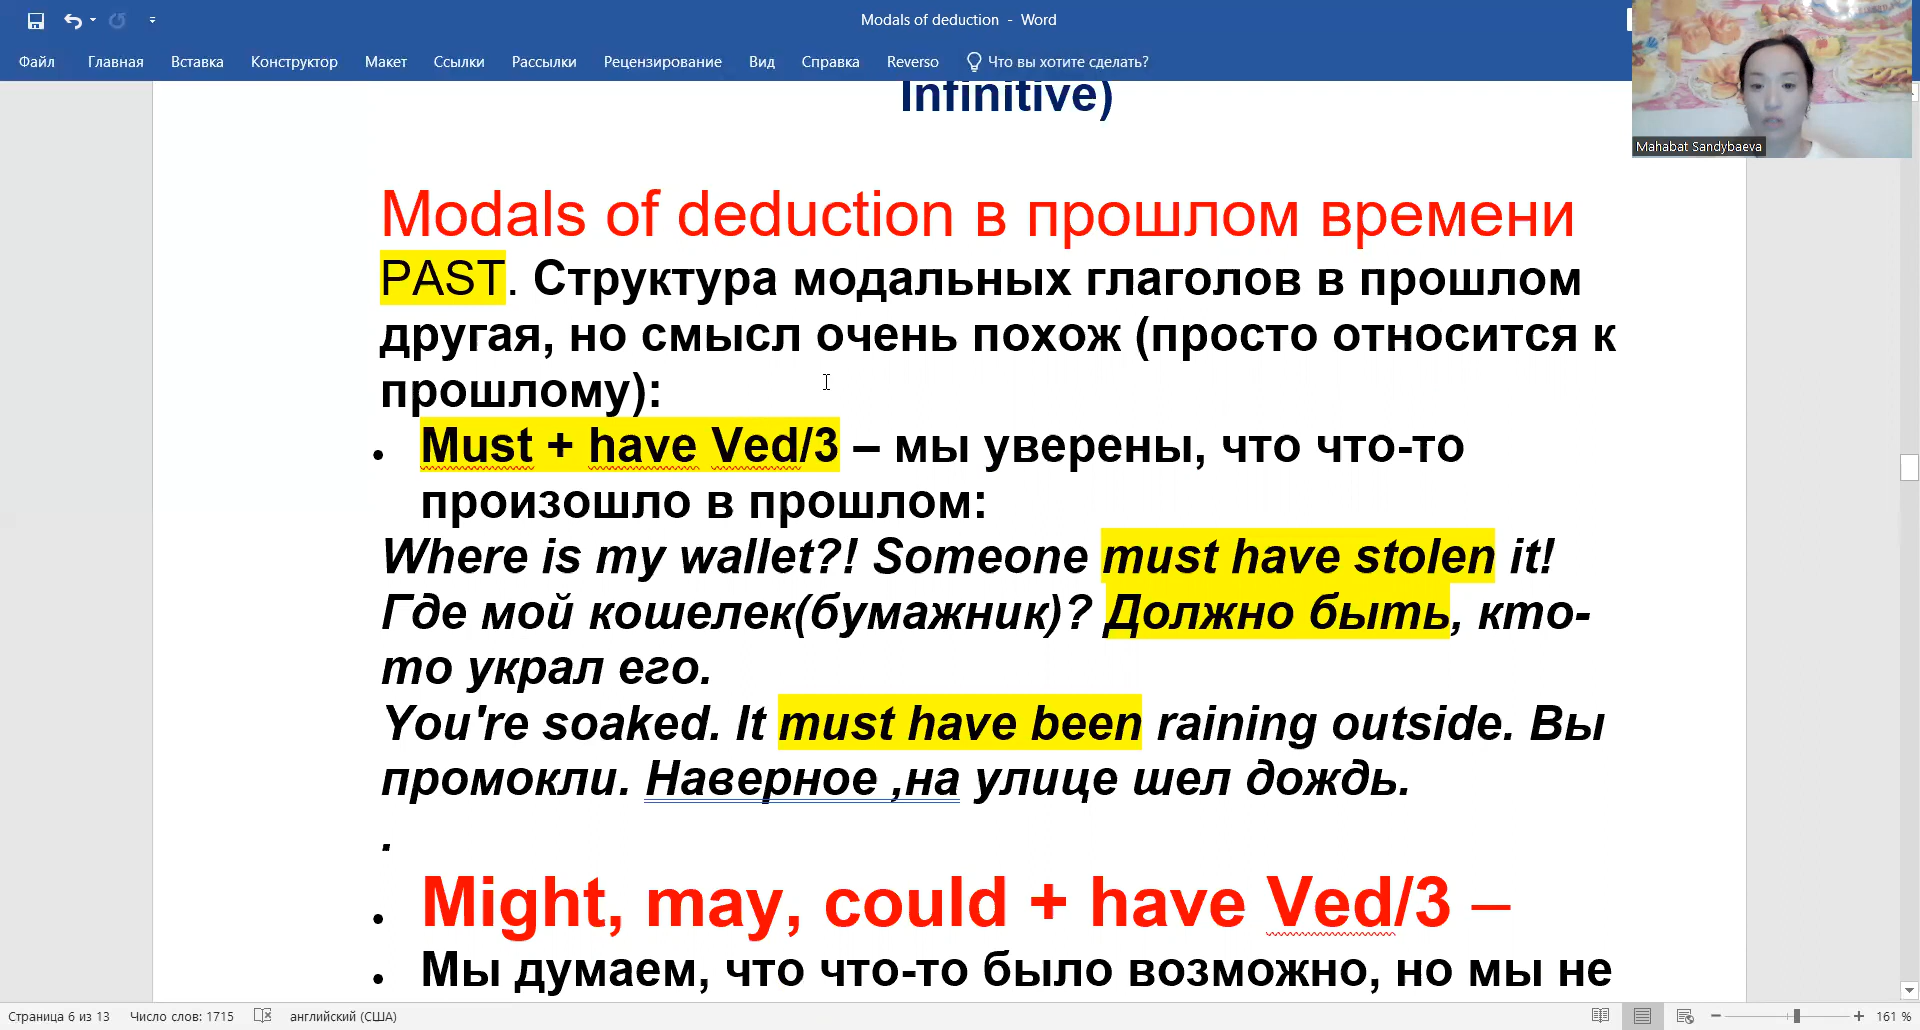 Modals of deduction - Word
Файл Главная Вставка Конструктор Макет Ссылки Рассылки Рецензирование Вид Справка Reverso Что вы хотите сделать?
Mahabat Sandybaeva
Infinitive)
Modals of deduction в прошлом времени
PAST. Структура модальных глаголов в прошлом
другая, но смысл очень похож (просто относится к
прошлому):
• Must + have Ved/3 – мы уверены, что что-то
произошло в прошлом:
Where is my wallet?! Someone must have stolen it!
Где мой кошелек(бумажник)? Должно быть, кто-
то украл его.
You're soaked. It must have been raining outside. Вы
промокли. Наверное ,на улице шел дождь.
.
• Might, may, could + have Ved/3 –
• Мы думаем, что что-то было возможно, но мы не
Страница 6 из 13 Число слов: 1715 английский (США) 161 %